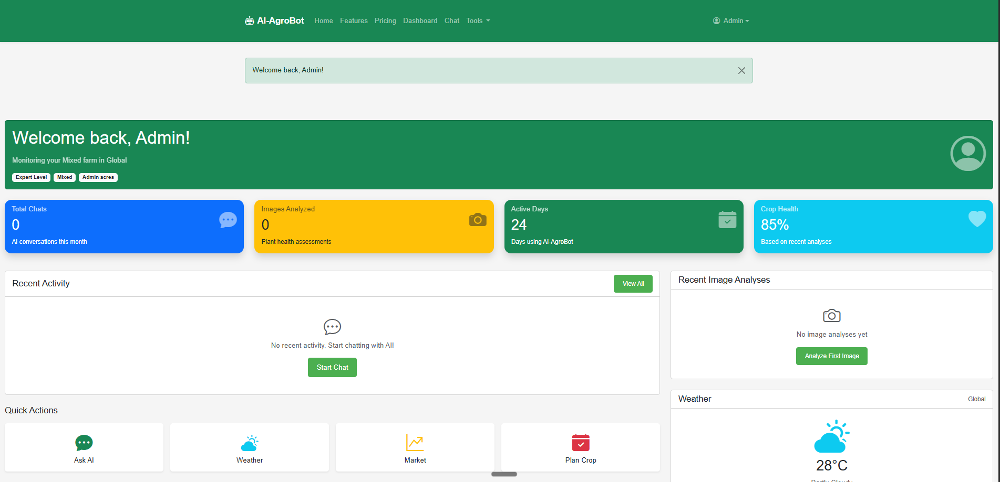 AI-AgroBot Home Features Pricing Dashboard Chat Tools Admin
Welcome back, Admin!
Welcome back, Admin!
Monitoring your Mixed farm in Global
Expert Level Mixed Admin acres
Total Chats
0
AI conversations this month
Images Analyzed
0
Plant health assessments
Active Days
24
Days using AI-AgroBot
Crop Health
85%
Based on recent analyses
Recent Activity
View All
No recent activity. Start chatting with AI!
Start Chat
Recent Image Analyses
No image analyses yet
Analyze First Image
Quick Actions
Ask AI
Weather
Market
Plan Crop
Weather
Global
28°C
Partly Cloudy